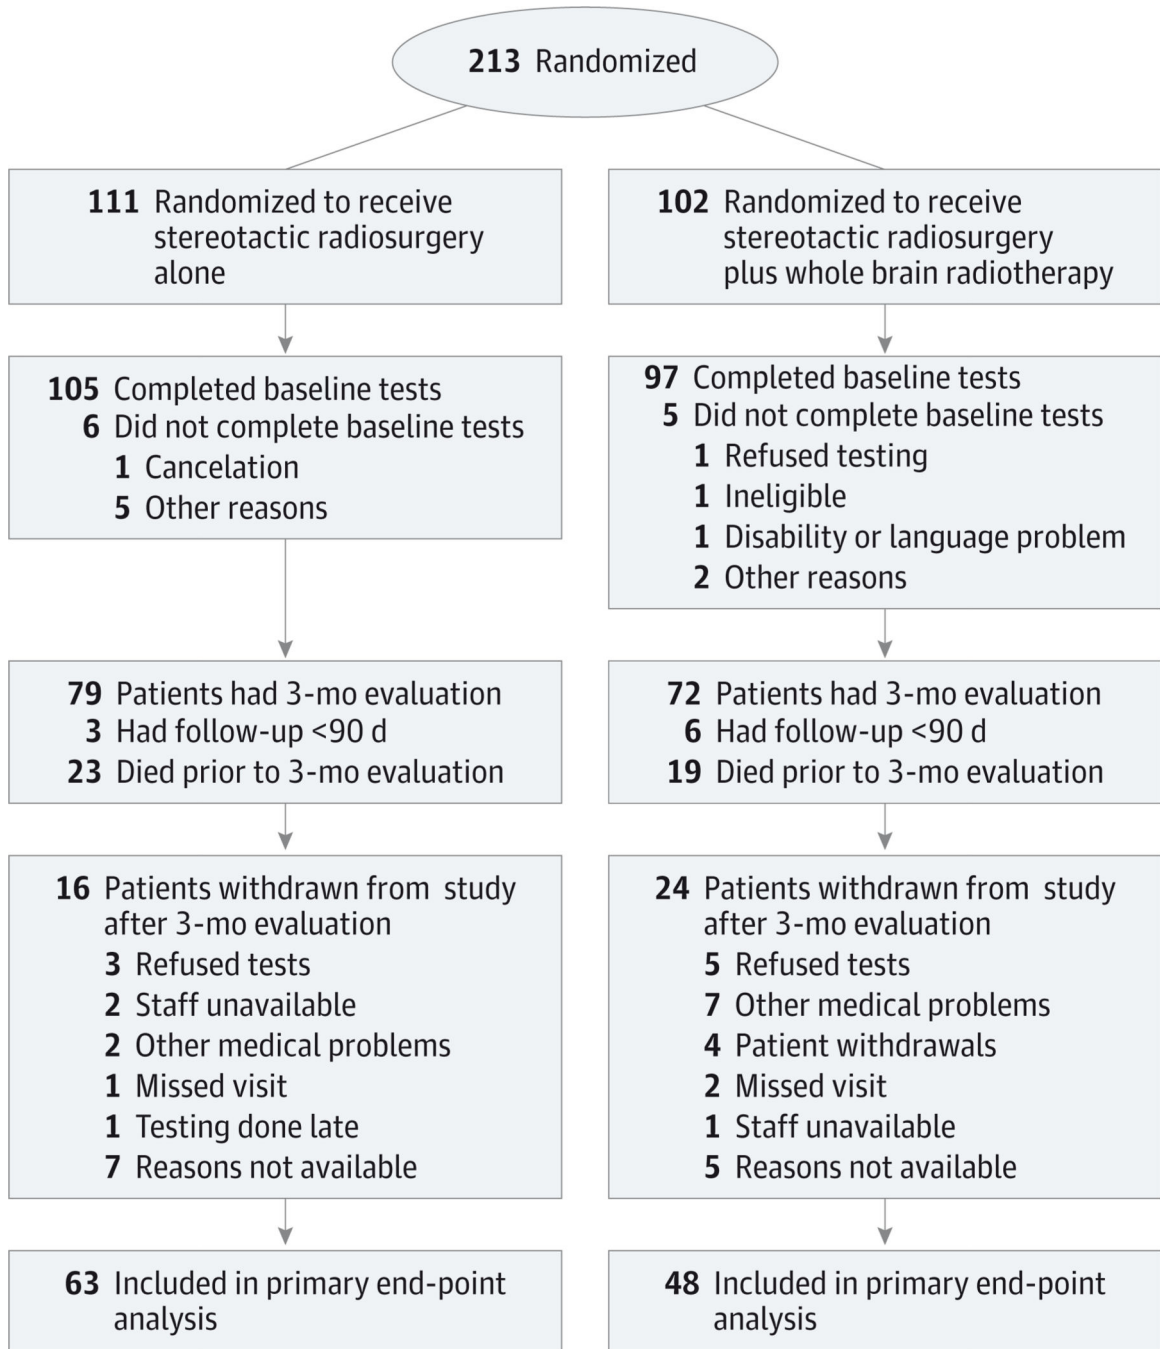 213 Randomized
111 Randomized to receive
stereotactic radiosurgery
alone
102 Randomized to receive
stereotactic radiosurgery
plus whole brain radiotherapy
105 Completed baseline tests
6 Did not complete baseline tests
1 Cancelation
5 Other reasons
97 Completed baseline tests
5 Did not complete baseline tests
1 Refused testing
1 Ineligible
1 Disability or language problem
2 Other reasons
79 Patients had 3-mo evaluation
3 Had follow-up <90 d
23 Died prior to 3-mo evaluation
72 Patients had 3-mo evaluation
6 Had follow-up <90 d
19 Died prior to 3-mo evaluation
16 Patients withdrawn from study
after 3-mo evaluation
3 Refused tests
2 Staff unavailable
2 Other medical problems
1 Missed visit
1 Testing done late
7 Reasons not available
24 Patients withdrawn from study
after 3-mo evaluation
5 Refused tests
7 Other medical problems
4 Patient withdrawals
2 Missed visit
1 Staff unavailable
5 Reasons not available
63 Included in primary end-point
analysis
48 Included in primary end-point
analysis